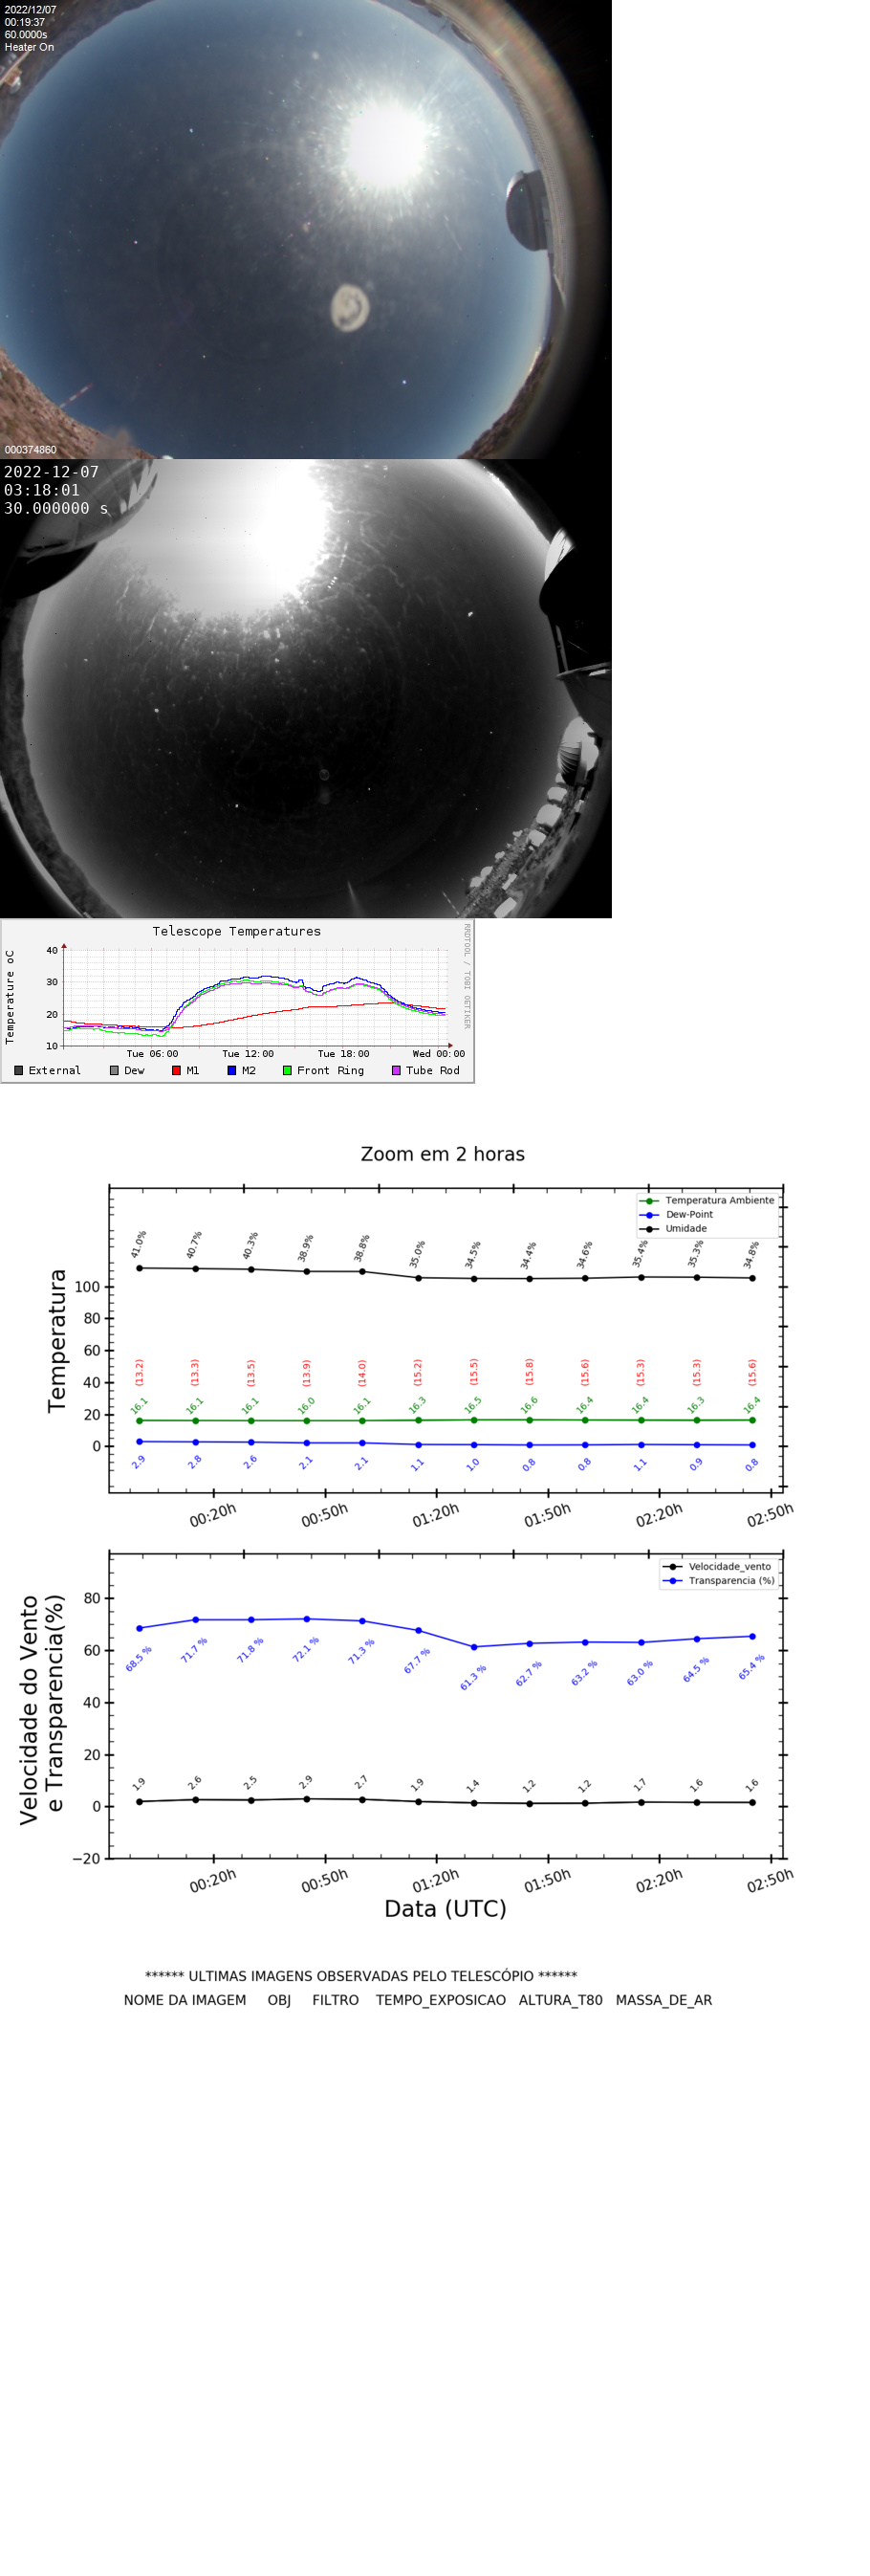 2022/12/07
00:19:37
60.0000s
Heater On
000374860
2022-12-07
03:18:01
30.000000 s
Telescope Temperatures
RRDTOOL / TOBI OETIKER
Temperature oC
40
30
20
10
Tue 06:00 Tue 12:00 Tue 18:00 Wed 00:00
External Dew M1 M2 Front Ring Tube Rod
Zoom em 2 horas
Temperatura Ambiente
Dew-Point
Umidade
Temperatura
100
80
60
40
20
0
41.0% 40.7% 40.3% 38.9% 38.8% 35.0% 34.5% 34.4% 34.6% 35.4% 35.3% 34.8%
(13.2) (13.3) (13.5) (13.9) (14.0) (15.2) (15.5) (15.8) (15.6) (15.3) (15.3) (15.6)
16.1 16.1 16.1 16.0 16.1 16.3 16.5 16.6 16.4 16.4 16.3 16.4
2.9 2.8 2.6 2.1 2.1 1.1 1.0 0.8 0.8 1.1 0.9 0.8
00:20h 00:50h 01:20h 01:50h 02:20h 02:50h
Velocidade_vento
Transparencia (%)
Velocidade do Vento
e Transparencia(%)
80
60
40
20
0
−20
68.5 % 71.7 % 71.8 % 72.1 % 71.3 % 67.7 % 61.3 % 62.7 % 63.2 % 63.0 % 64.5 % 65.4 %
1.9 2.6 2.5 2.9 2.7 1.9 1.4 1.2 1.2 1.7 1.6 1.6
00:20h 00:50h 01:20h 01:50h 02:20h 02:50h
Data (UTC)
****** ULTIMAS IMAGENS OBSERVADAS PELO TELESCÓPIO ******
NOME DA IMAGEM OBJ FILTRO TEMPO_EXPOSICAO ALTURA_T80 MASSA_DE_AR